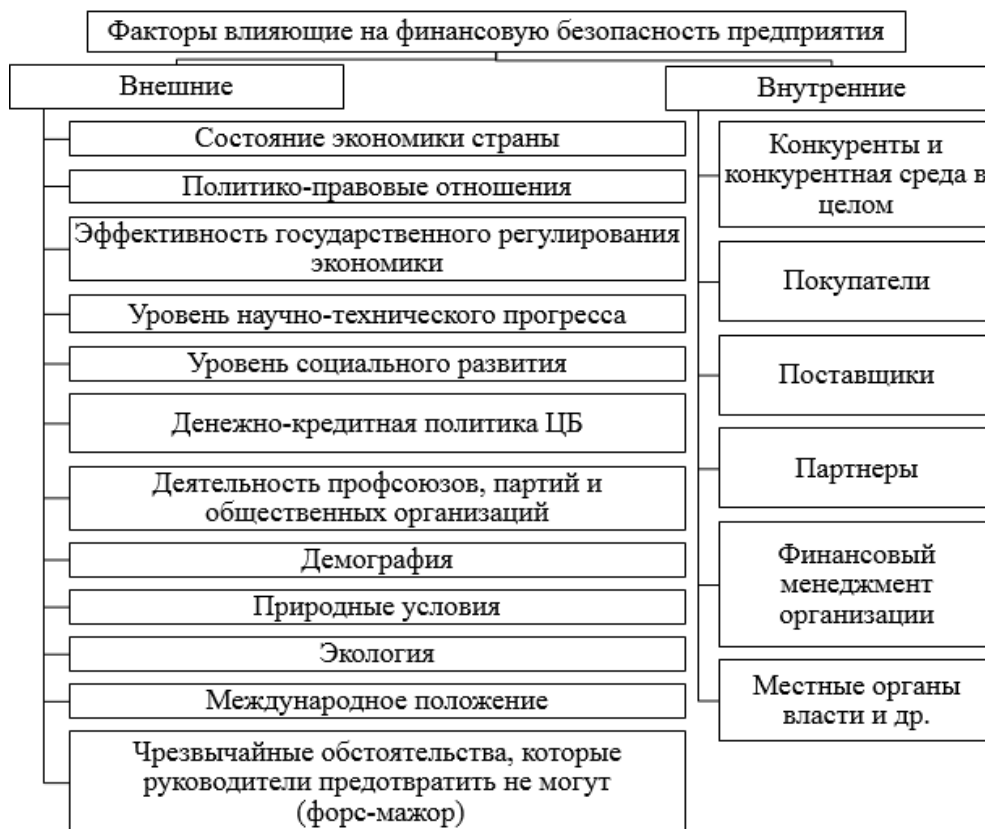 Факторы влияющие на финансовую безопасность предприятия
Внешние
Состояние экономики страны
Политико-правовые отношения
Эффективность государственного регулирования
экономики
Уровень научно-технического прогресса
Уровень социального развития
Денежно-кредитная политика ЦБ
Деятельность профсоюзов, партий и
общественных организаций
Демография
Природные условия
Экология
Международное положение
Чрезвычайные обстоятельства, которые
руководители предотвратить не могут
(форс-мажор)
Внутренние
Конкуренты и
конкурентная среда в
целом
Покупатели
Поставщики
Партнеры
Финансовый
менеджмент
организации
Местные органы
власти и др.